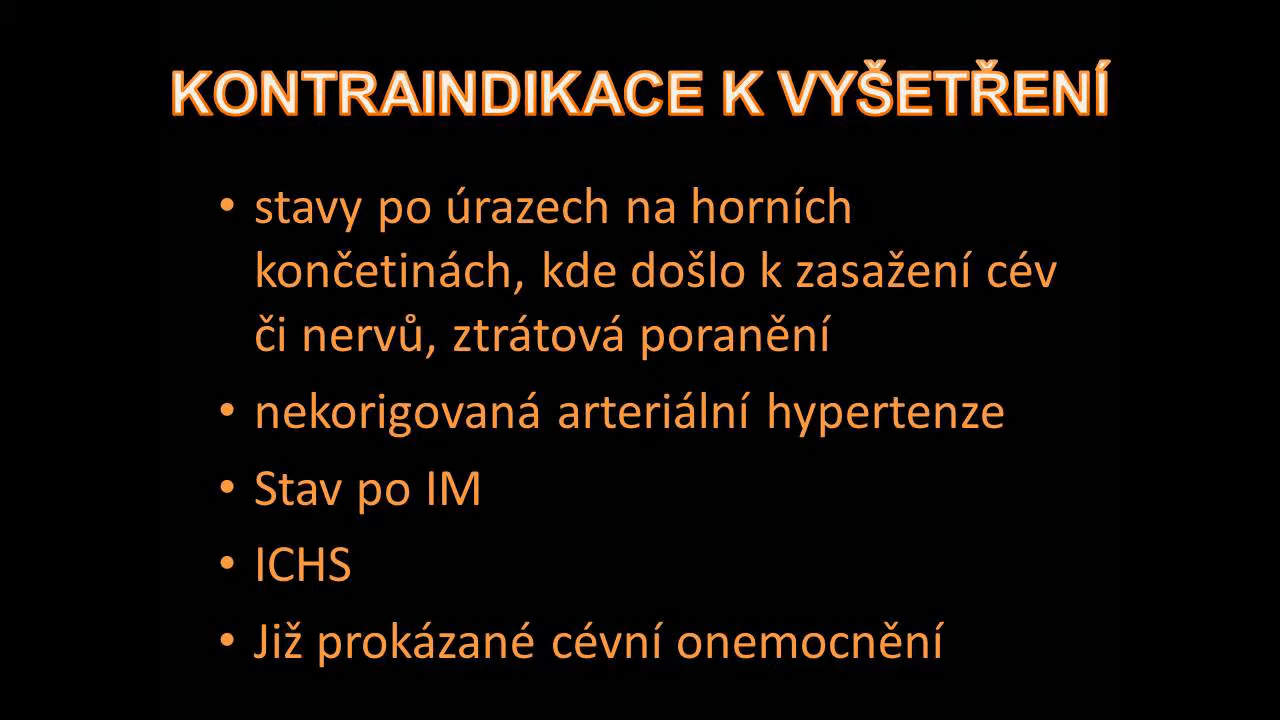 KONTRAINDIKACE K VYŠETŘENÍ
• stavy po úrazech na horních
končetinách, kde došlo k zasažení cév
či nervů, ztrátová poranění
• nekorigovaná arteriální hypertenze
• Stav po IM
• ICHS
• Již prokázané cévní onemocnění